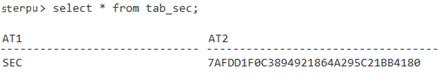 sterpu> select * from tab_sec;
AT1 AT2
SEC 7AFDD1F0C3894921864A295C21BB4180